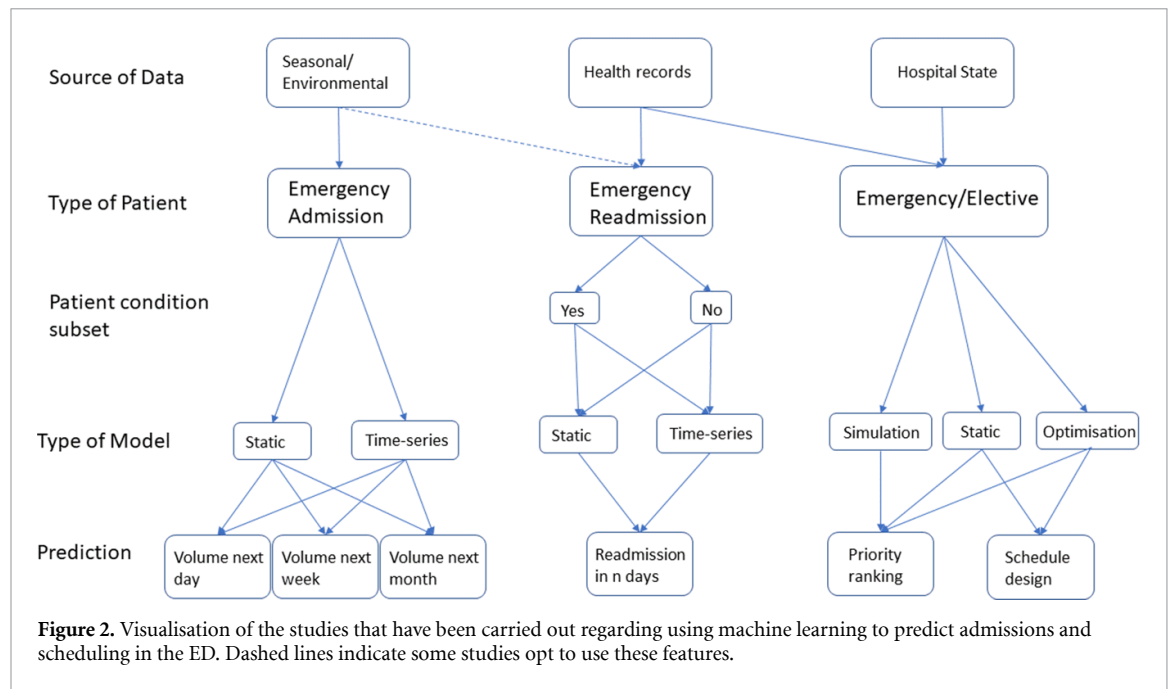 Source of Data
Seasonal/
Environmental
Health records
Hospital State
Type of Patient
Emergency
Admission
Emergency
Readmission
Emergency/Elective
Patient condition
subset
Yes
No
Type of Model
Static
Time-series
Static
Time-series
Simulation
Static
Optimisation
Prediction
Volume next
day
Volume next
week
Volume next
month
Readmission
in n days
Priority
ranking
Schedule
design
Figure 2. Visualisation of the studies that have been carried out regarding using machine learning to predict admissions and
scheduling in the ED. Dashed lines indicate some studies opt to use these features.